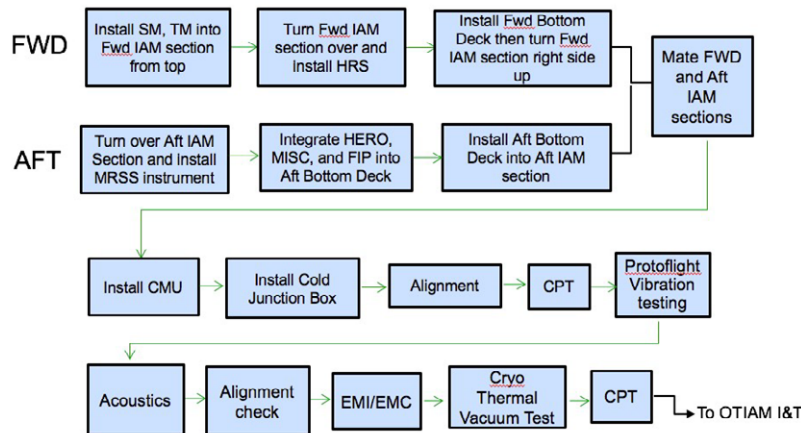 FWD
Install SM, TM into
Fwd IAM section
from top
Turn Fwd IAM
section over and
install HRS
Install Fwd Bottom
Deck then turn Fwd
IAM section right side
up
Mate FWD
and Aft
IAM
sections
AFT
Turn over Aft IAM
Section and install
MRSS instrument
Integrate HERO,
MISC, and FIP into
Aft Bottom Deck
Install Aft Bottom
Deck into Aft IAM
section
Install CMU
Install Cold
Junction Box
Alignment
CPT
Protoflight
Vibration
testing
Acoustics
Alignment
check
EMI/EMC
Cryo
Thermal
Vacuum Test
CPT
To OTIAM I&T